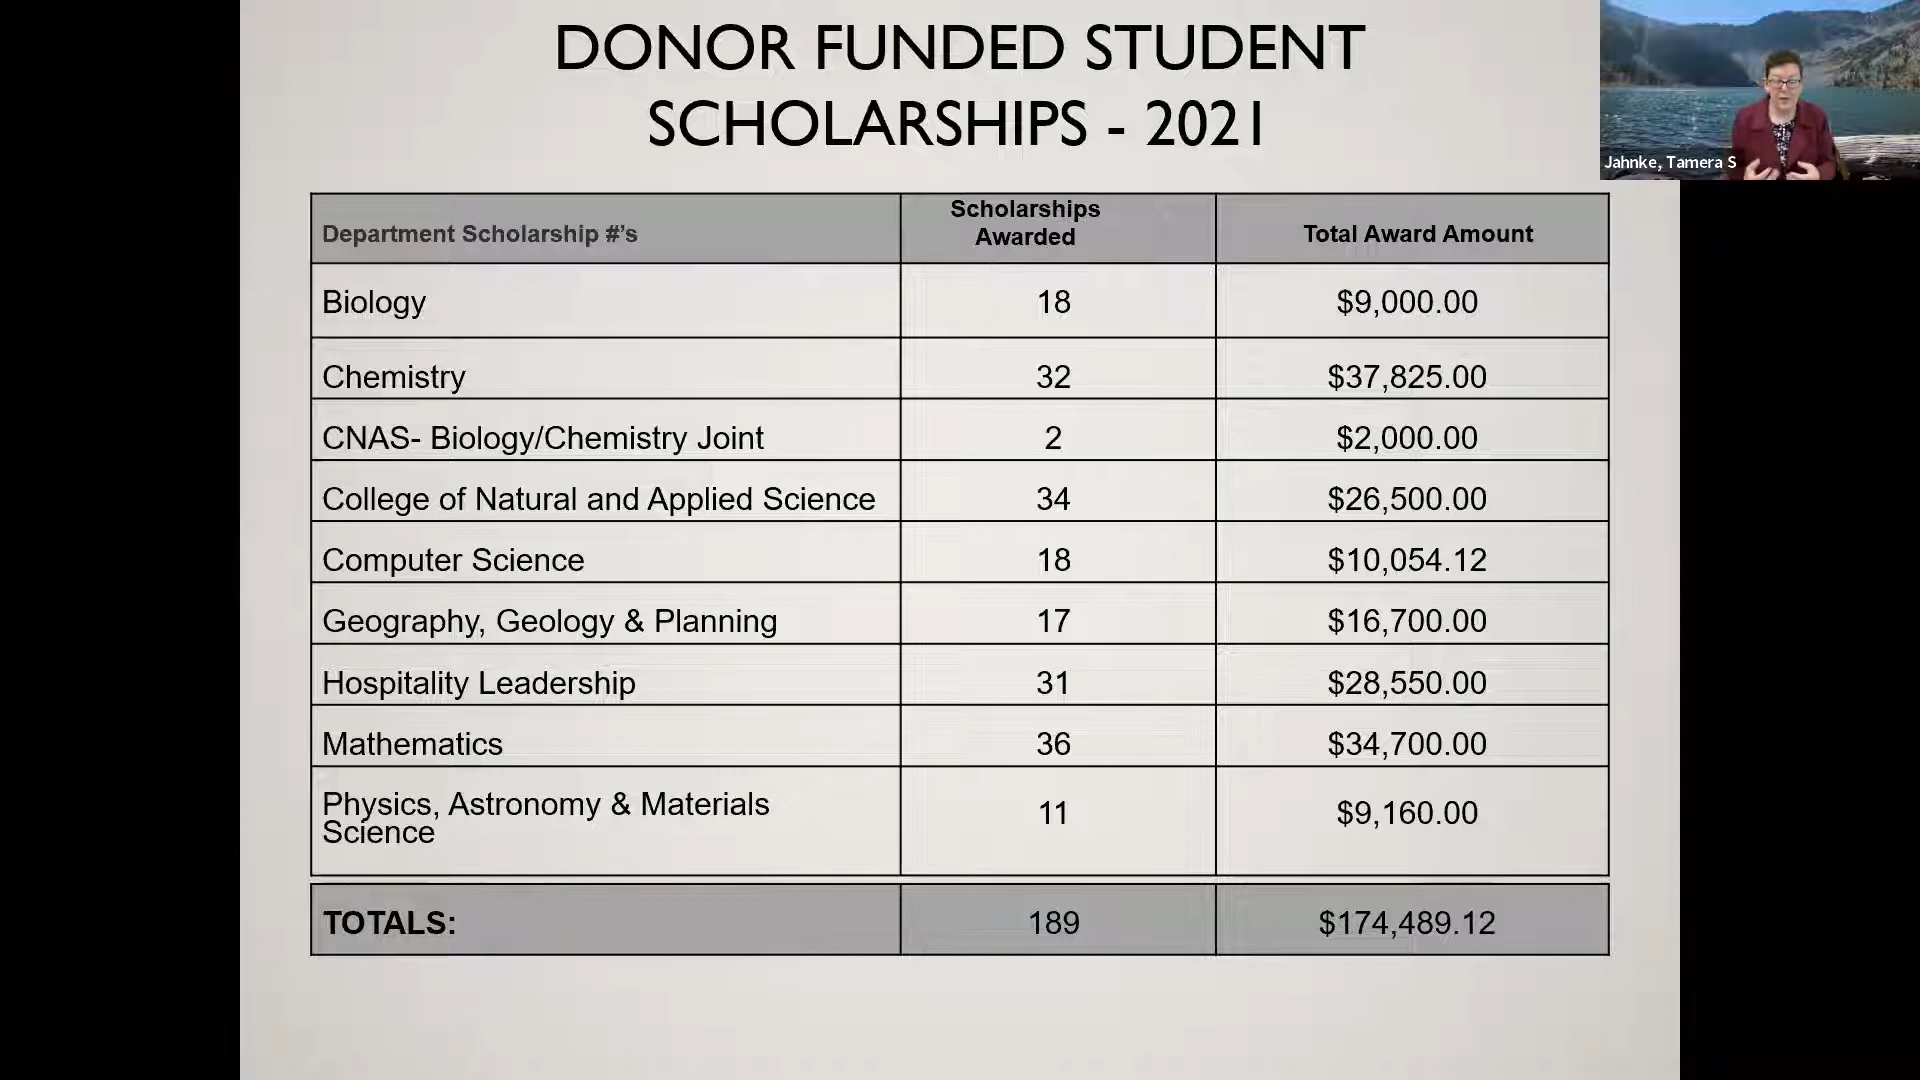 DONOR FUNDED STUDENT
SCHOLARSHIPS - 2021
Jahnke, Tamera S
Department Scholarship #'s
Scholarships
Awarded
Total Award Amount
Biology
18
$9,000.00
Chemistry
32
$37,825.00
CNAS- Biology/Chemistry Joint
2
$2,000.00
College of Natural and Applied Science
34
$26,500.00
Computer Science
18
$10,054.12
Geography, Geology & Planning
17
$16,700.00
Hospitality Leadership
31
$28,550.00
Mathematics
36
$34,700.00
Physics, Astronomy & Materials
Science
11
$9,160.00
TOTALS:
189
$174,489.12